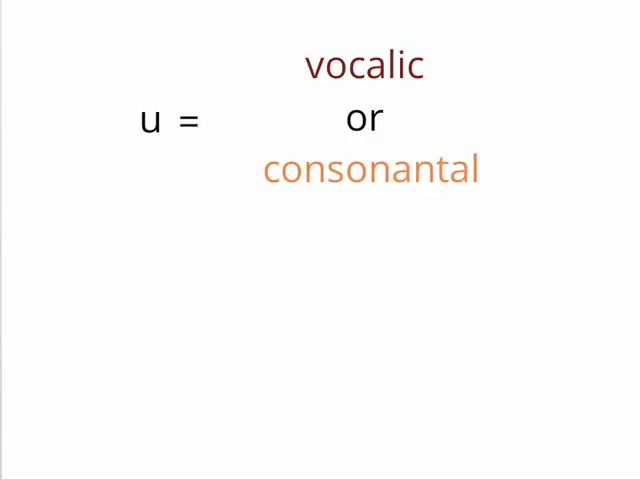 vocalic
u = or
consonantal